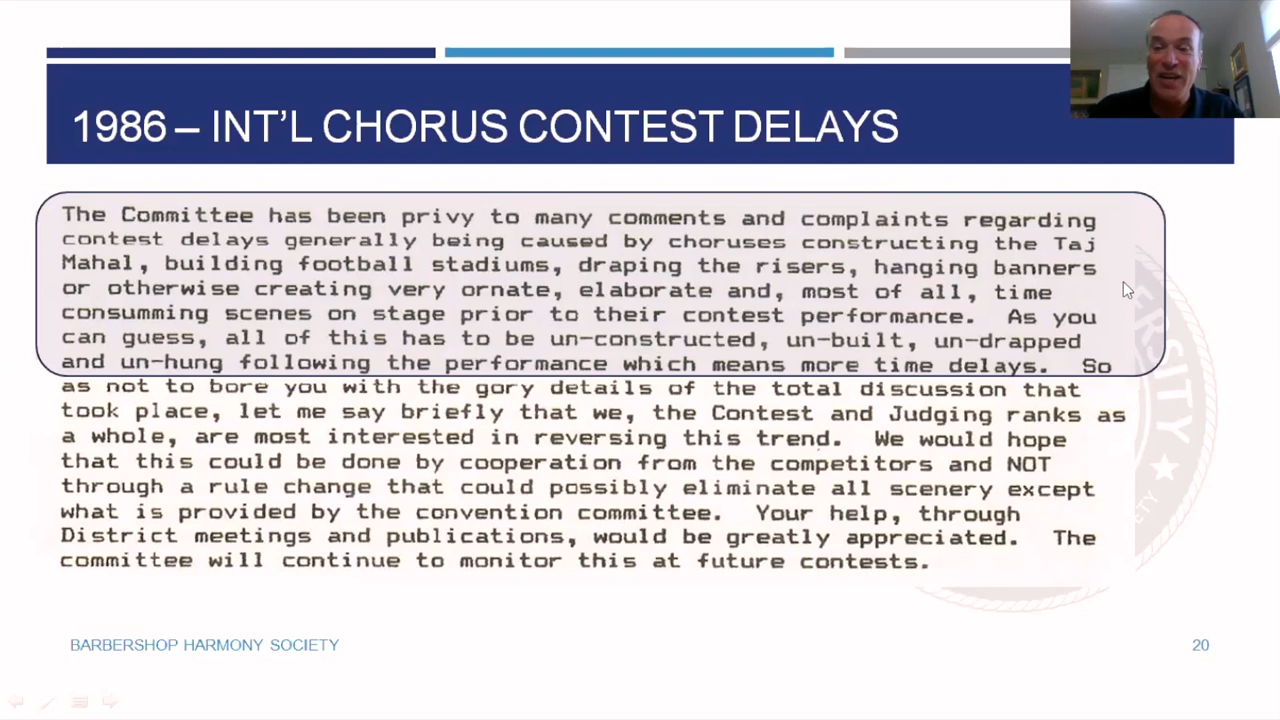 1986 – INT'L CHORUS CONTEST DELAYS
The Committee has been privy to many comments and complaints regarding
contest delays generally being caused by choruses constructing the Taj
Mahal, building football stadiums, draping the risers, hanging banners
or otherwise creating very ornate, elaborate and, most of all, time
consumming scenes on stage prior to their contest performance. As you
can guess, all of this has to be un-constructed, un-built, un-drapped
and un-hung following the performance which means more time delays. So
as not to bore you with the gory details of the total discussion that
took place, let me say briefly that we, the Contest and Judging ranks as
a whole, are most interested in reversing this trend. We would hope
that this could be done by cooperation from the competitors and NOT
through a rule change that could possibly eliminate all scenery except
what is provided by the convention committee. Your help, through
District meetings and publications, would be greatly appreciated. The
committee will continue to monitor this at future contests.
BARBERSHOP HARMONY SOCIETY
20